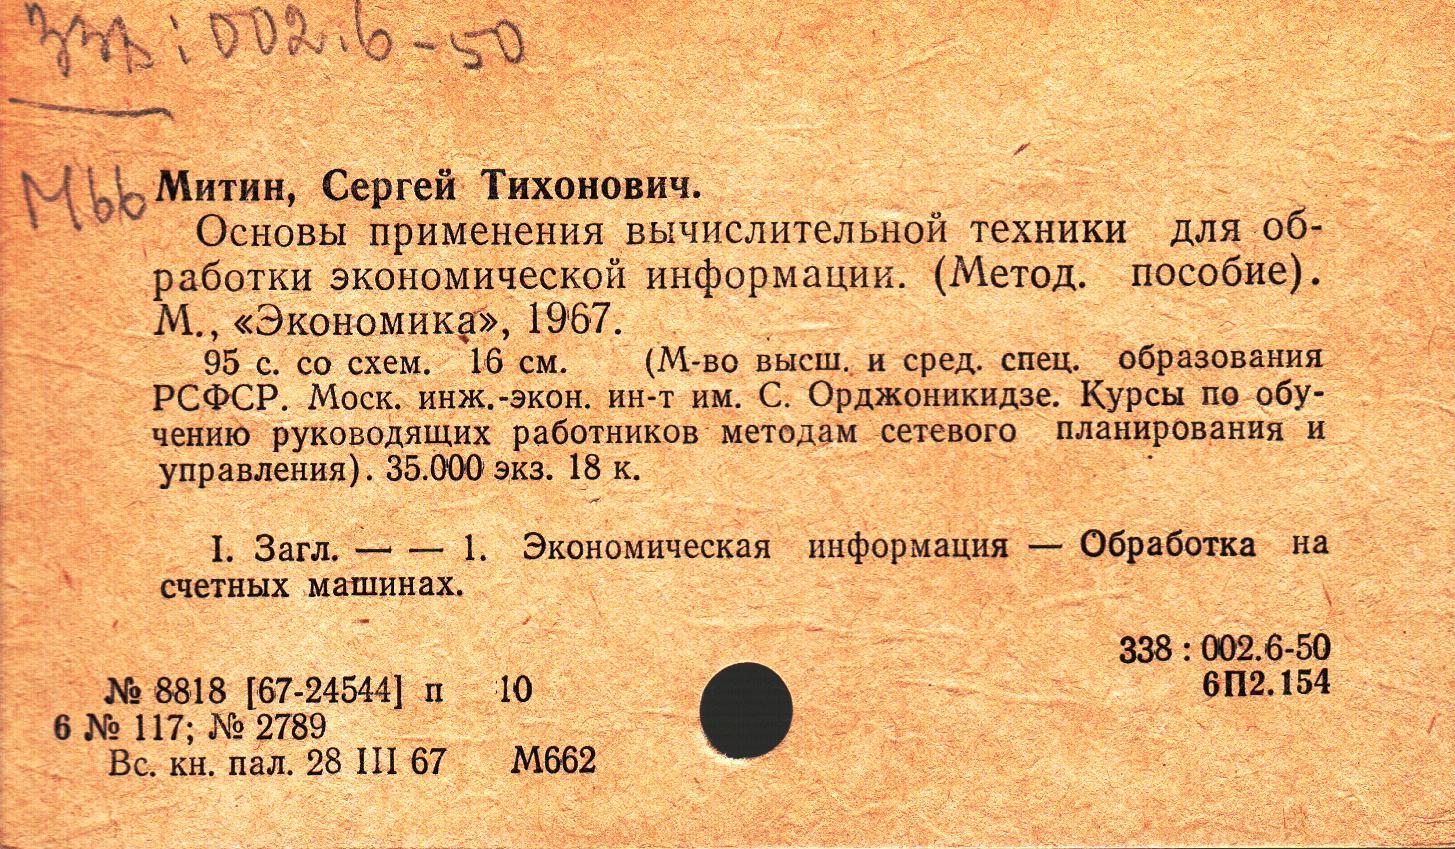 338:002.6-50
М66
Митин, Сергей Тихонович.
Основы применения вычислительной техники для об-
работки экономической информации. (Метод. пособие).
М., «Экономика», 1967.
95 с. со схем. 16 см. (М-во высш. и сред. спец. образования
РСФСР. Моск. инж.-экон. ин-т им. С. Орджоникидзе. Курсы по обу-
чению руководящих работников методам сетевого планирования и
управления). 35.000 экз. 18 к.
I. Загл. — — 1. Экономическая информация — Обработка на
счетных машинах.
338 : 002.6-50
6П2.154
№ 8818 [67-24544] п 10
6 № 117; № 2789
Вс. кн. пал. 28 III 67 М662